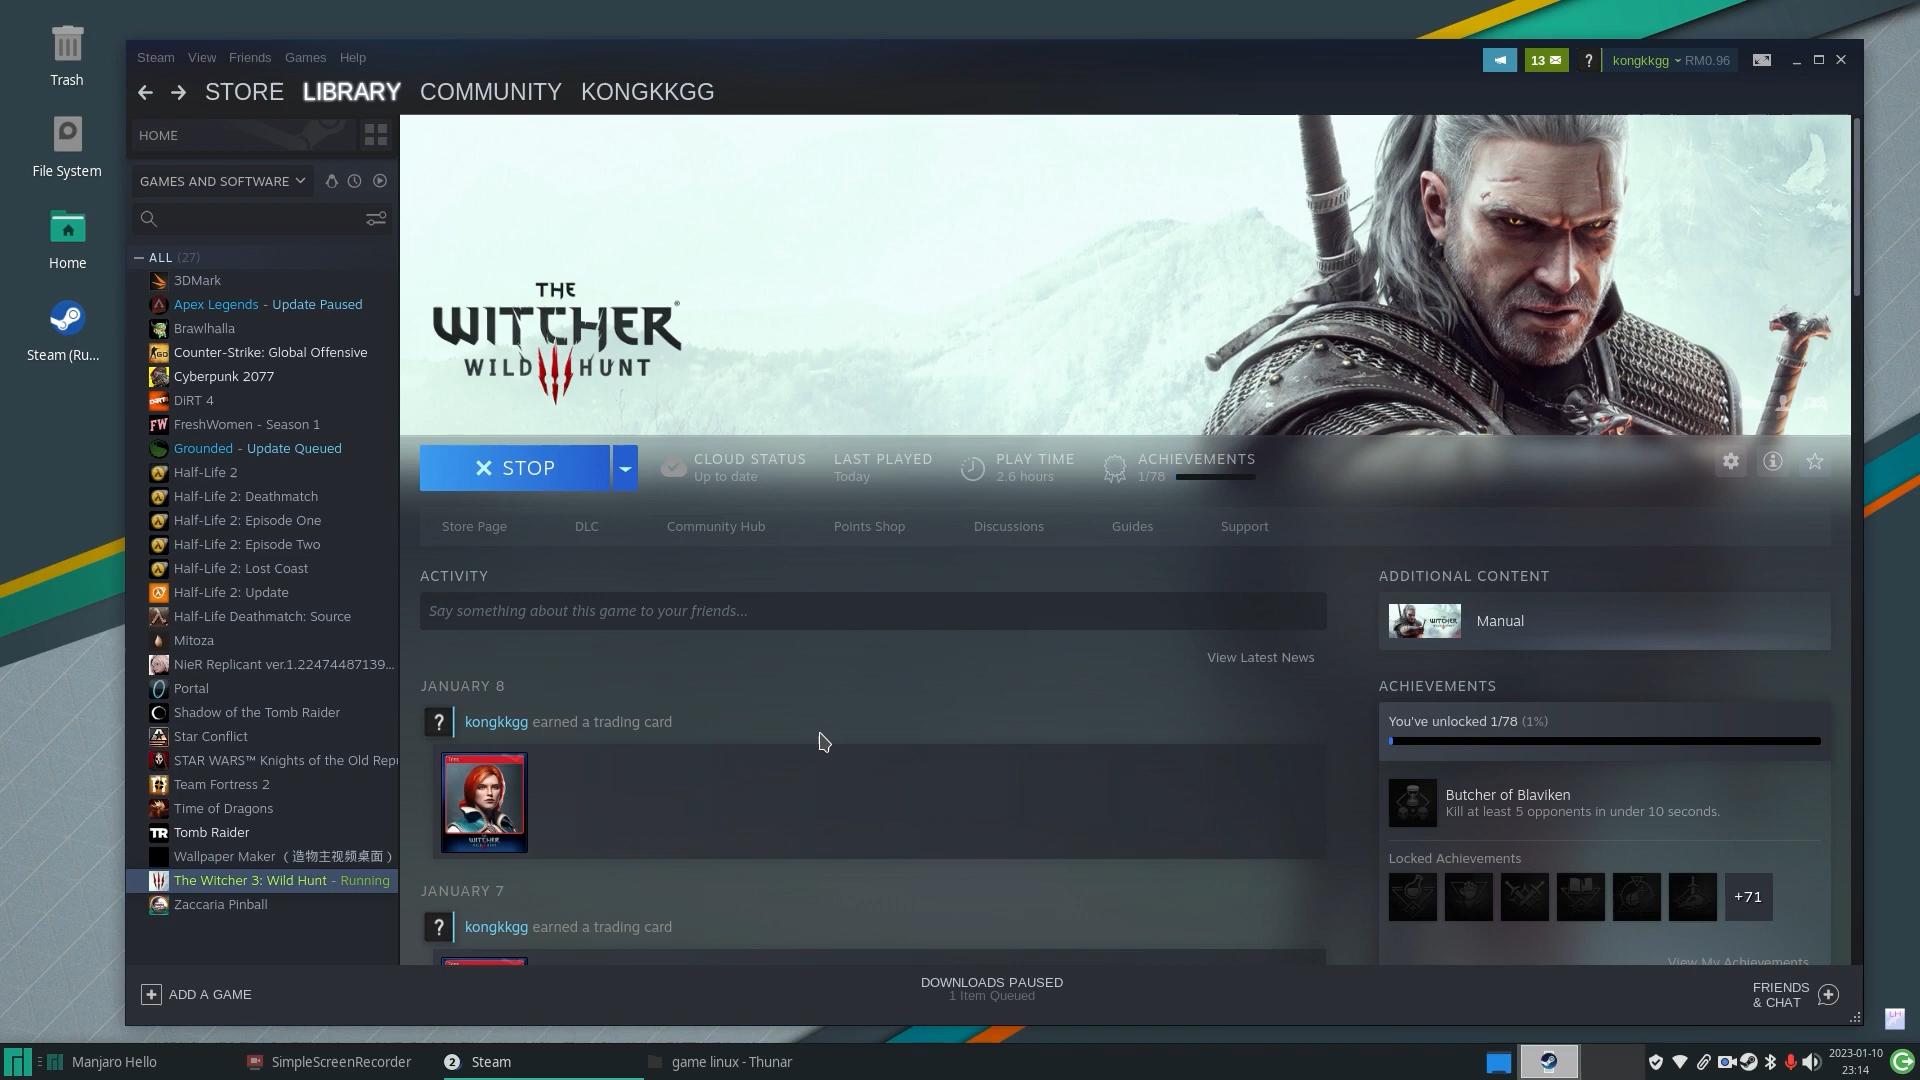 Trash
File System
Home
Steam (Ru...
Steam View Friends Games Help
13 ? kongkkgg RM0.96
STORE LIBRARY COMMUNITY KONGKKGG
HOME
GAMES AND SOFTWARE
ALL (27)
3DMark
Apex Legends - Update Paused
Brawlhalla
Counter-Strike: Global Offensive
Cyberpunk 2077
DiRT 4
FreshWomen - Season 1
Grounded - Update Queued
Half-Life 2
Half-Life 2: Deathmatch
Half-Life 2: Episode One
Half-Life 2: Episode Two
Half-Life 2: Lost Coast
Half-Life 2: Update
Half-Life Deathmatch: Source
Mitoza
NieR Replicant ver.1.22474487139...
Portal
Shadow of the Tomb Raider
Star Conflict
STAR WARS™ Knights of the Old Rep
Team Fortress 2
Time of Dragons
Tomb Raider
Wallpaper Maker （造物主视频桌面）
The Witcher 3: Wild Hunt - Running
Zaccaria Pinball
THE
WITCHER
WILD HUNT
STOP
CLOUD STATUS
Up to date
LAST PLAYED
Today
PLAY TIME
2.6 hours
ACHIEVEMENTS
1/78
Store Page DLC Community Hub Points Shop Discussions Guides Support
ACTIVITY
Say something about this game to your friends...
View Latest News
JANUARY 8
? kongkkgg earned a trading card
JANUARY 7
? kongkkgg earned a trading card
ADDITIONAL CONTENT
Manual
ACHIEVEMENTS
You've unlocked 1/78 (1%)
Butcher of Blaviken
Kill at least 5 opponents in under 10 seconds.
Locked Achievements
+71
View My Achievements
ADD A GAME
DOWNLOADS PAUSED
1 Item Queued
FRIENDS
& CHAT
LH
Manjaro Hello
SimpleScreenRecorder
2 Steam
game linux - Thunar
2023-01-10
23:14